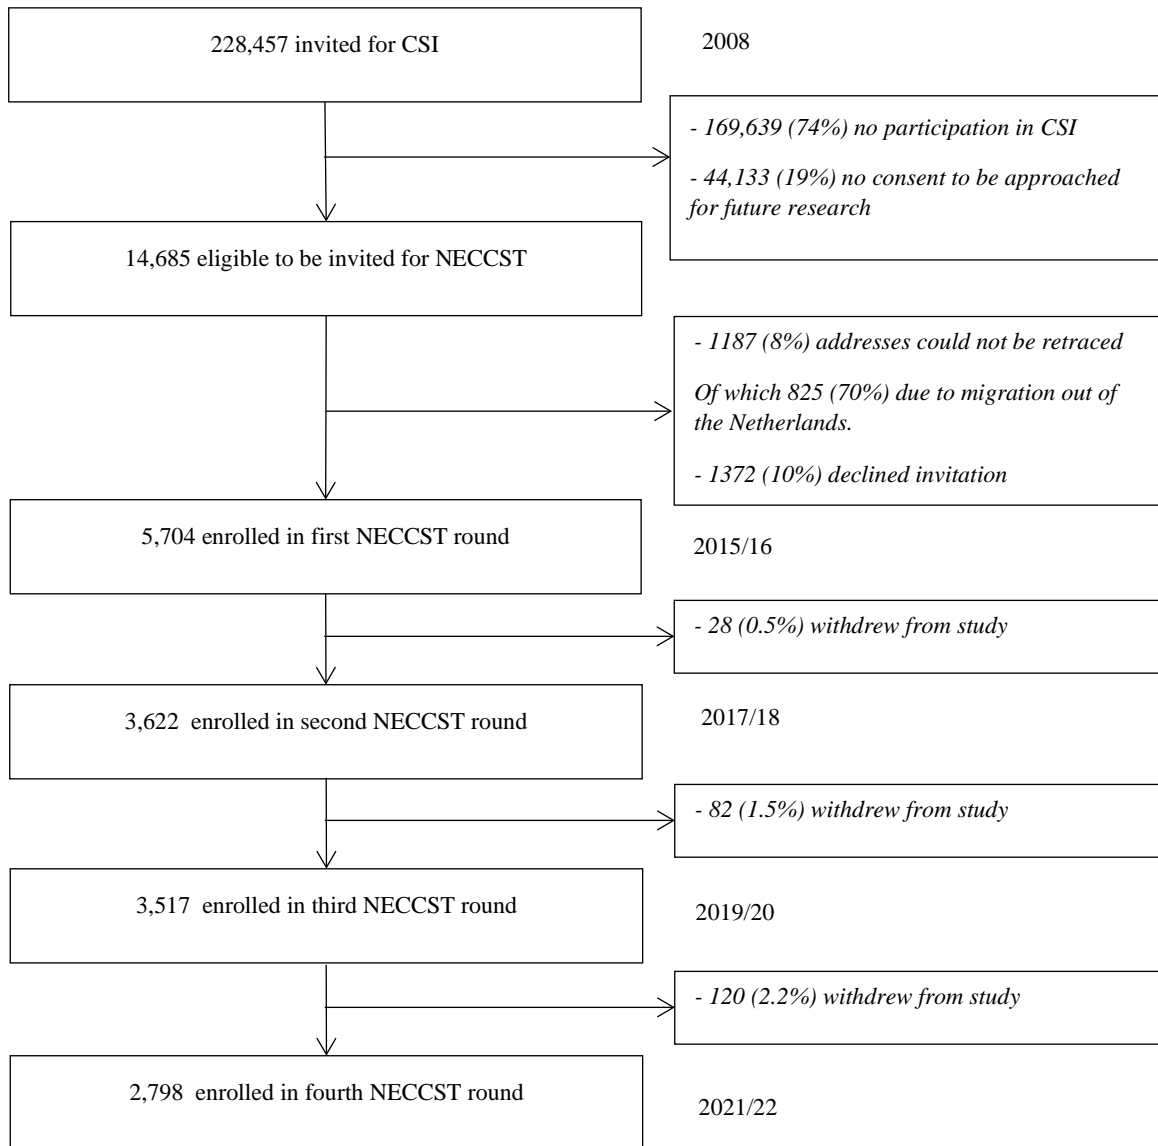 228,457 invited for CSI
2008
- 169,639 (74%) no participation in CSI
- 44,133 (19%) no consent to be approached
for future research
14,685 eligible to be invited for NECCST
- 1187 (8%) addresses could not be retraced
Of which 825 (70%) due to migration out of
the Netherlands.
- 1372 (10%) declined invitation
5,704 enrolled in first NECCST round
2015/16
- 28 (0.5%) withdrew from study
3,622 enrolled in second NECCST round
2017/18
- 82 (1.5%) withdrew from study
3,517 enrolled in third NECCST round
2019/20
- 120 (2.2%) withdrew from study
2,798 enrolled in fourth NECCST round
2021/22